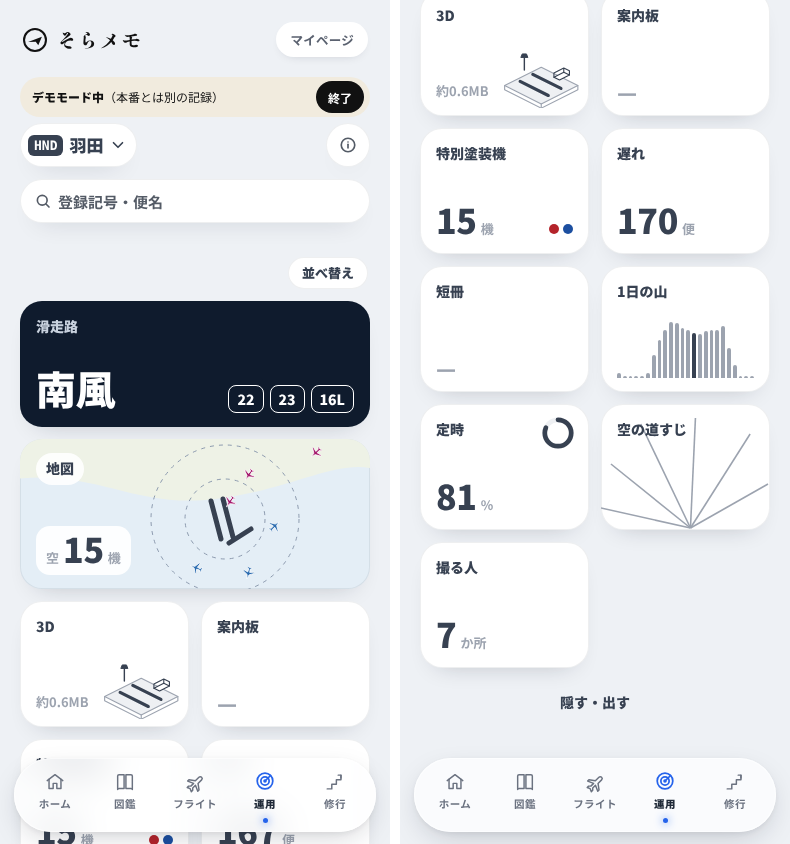 そらメモ
マイページ
デモモード中（本番とは別の記録）
終了
HND 羽田
登録記号・便名
並べ替え
滑走路
南風
22 23 16L
地図
空 15 機
3D
約0.6MB
案内板
—
15 機
167 便
ホーム 図鑑 フライト 運用 修行
3D
約0.6MB
案内板
—
特別塗装機
15 機
遅れ
170 便
短冊
—
1日の山
定時
81 %
空の道すじ
撮る人
7 か所
隠す・出す
ホーム 図鑑 フライト 運用 修行